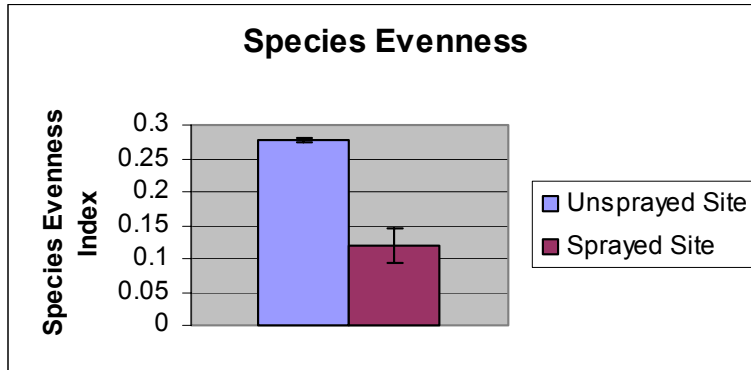 Species Evenness
Species Evenness
Index
0.3
0.25
0.2
0.15
0.1
0.05
0
Unsprayed Site
Sprayed Site